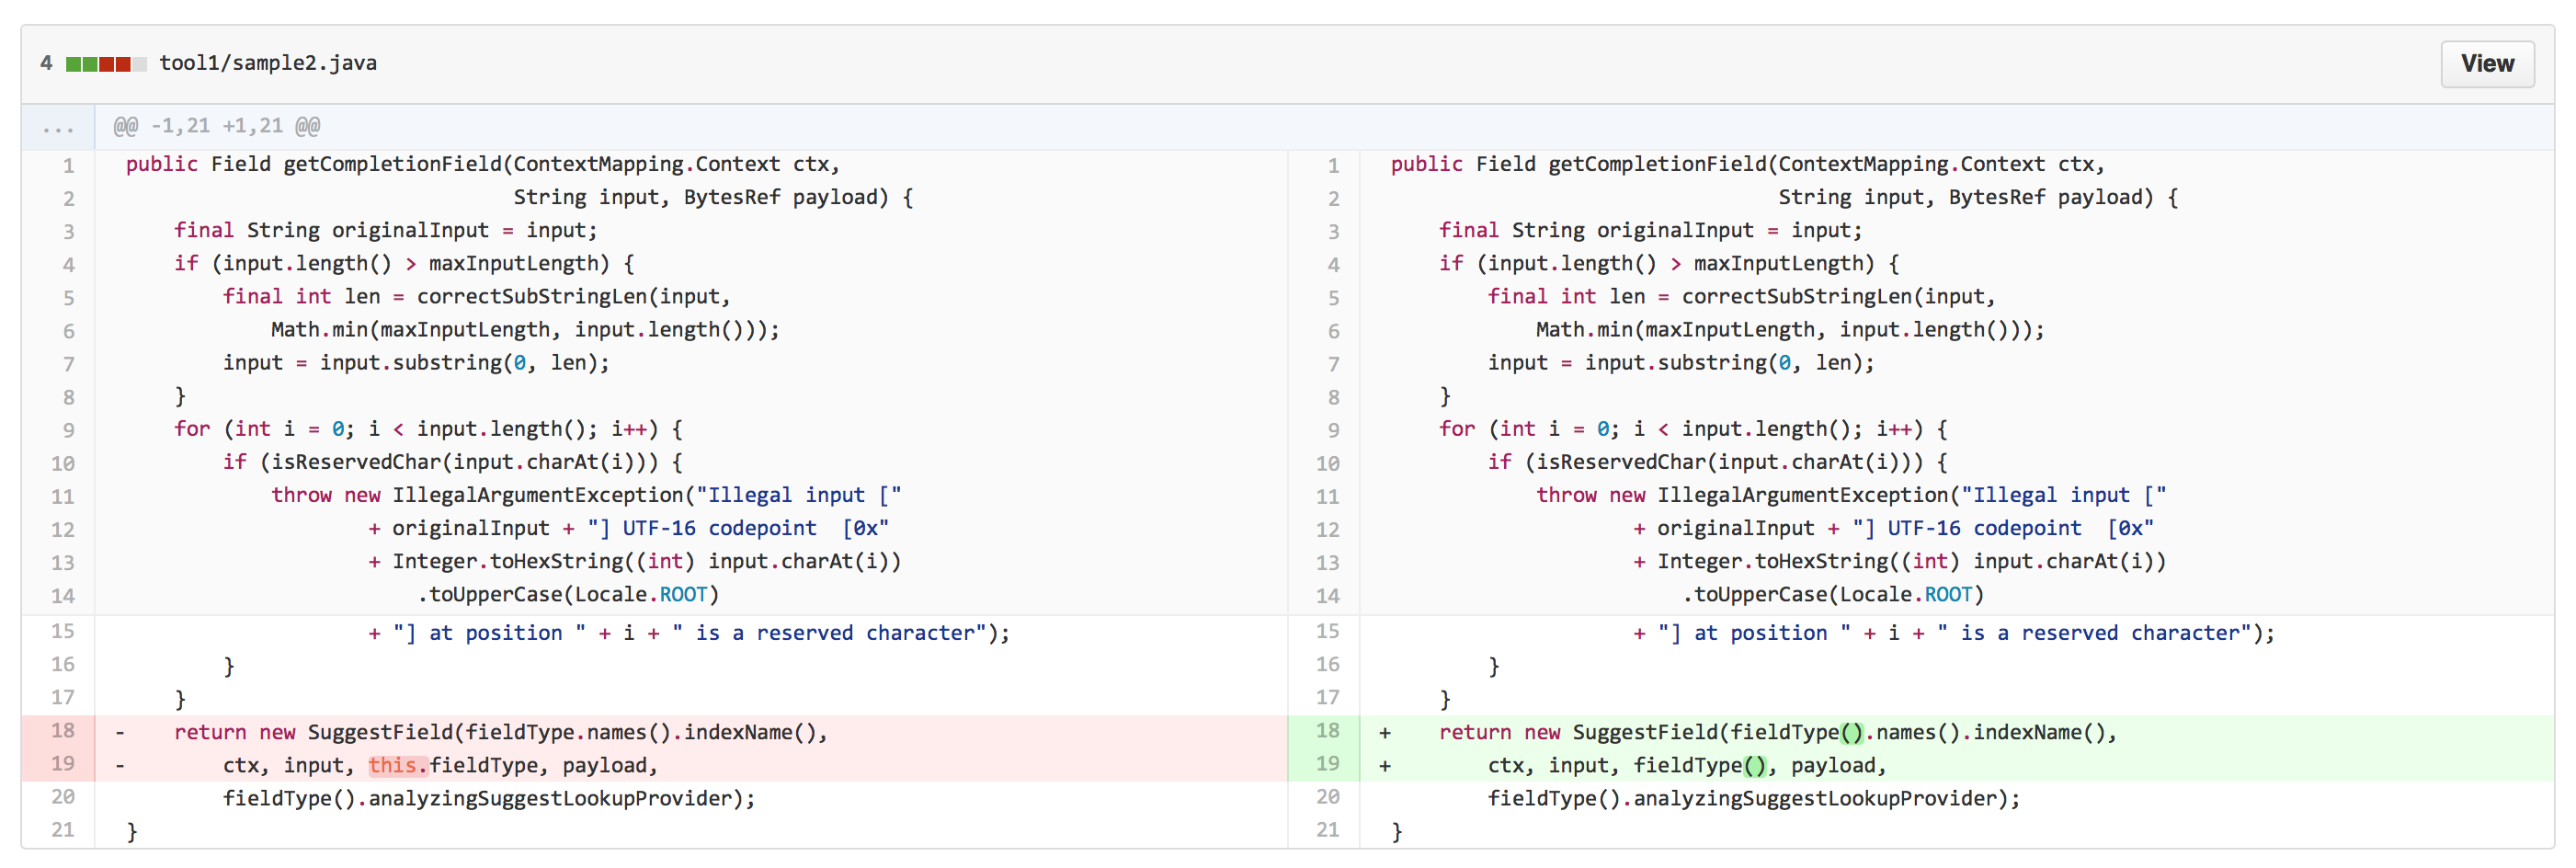 4 tool1/sample2.java View
... @@ -1,21 +1,21 @@
1 public Field getCompletionField(ContextMapping.Context ctx,
2 String input, BytesRef payload) {
3 final String originalInput = input;
4 if (input.length() > maxInputLength) {
5 final int len = correctSubStringLen(input,
6 Math.min(maxInputLength, input.length()));
7 input = input.substring(0, len);
8 }
9 for (int i = 0; i < input.length(); i++) {
10 if (isReservedChar(input.charAt(i))) {
11 throw new IllegalArgumentException("Illegal input ["
12 + originalInput + "] UTF-16 codepoint  [0x"
13 + Integer.toHexString((int) input.charAt(i))
14 .toUpperCase(Locale.ROOT)
15 + "] at position " + i + " is a reserved character");
16 }
17 }
18 - return new SuggestField(fieldType.names().indexName(),
19 - ctx, input, this.fieldType, payload,
20 fieldType().analyzingSuggestLookupProvider);
21 }
1 public Field getCompletionField(ContextMapping.Context ctx,
2 String input, BytesRef payload) {
3 final String originalInput = input;
4 if (input.length() > maxInputLength) {
5 final int len = correctSubStringLen(input,
6 Math.min(maxInputLength, input.length()));
7 input = input.substring(0, len);
8 }
9 for (int i = 0; i < input.length(); i++) {
10 if (isReservedChar(input.charAt(i))) {
11 throw new IllegalArgumentException("Illegal input ["
12 + originalInput + "] UTF-16 codepoint  [0x"
13 + Integer.toHexString((int) input.charAt(i))
14 .toUpperCase(Locale.ROOT)
15 + "] at position " + i + " is a reserved character");
16 }
17 }
18 + return new SuggestField(fieldType().names().indexName(),
19 + ctx, input, fieldType(), payload,
20 fieldType().analyzingSuggestLookupProvider);
21 }